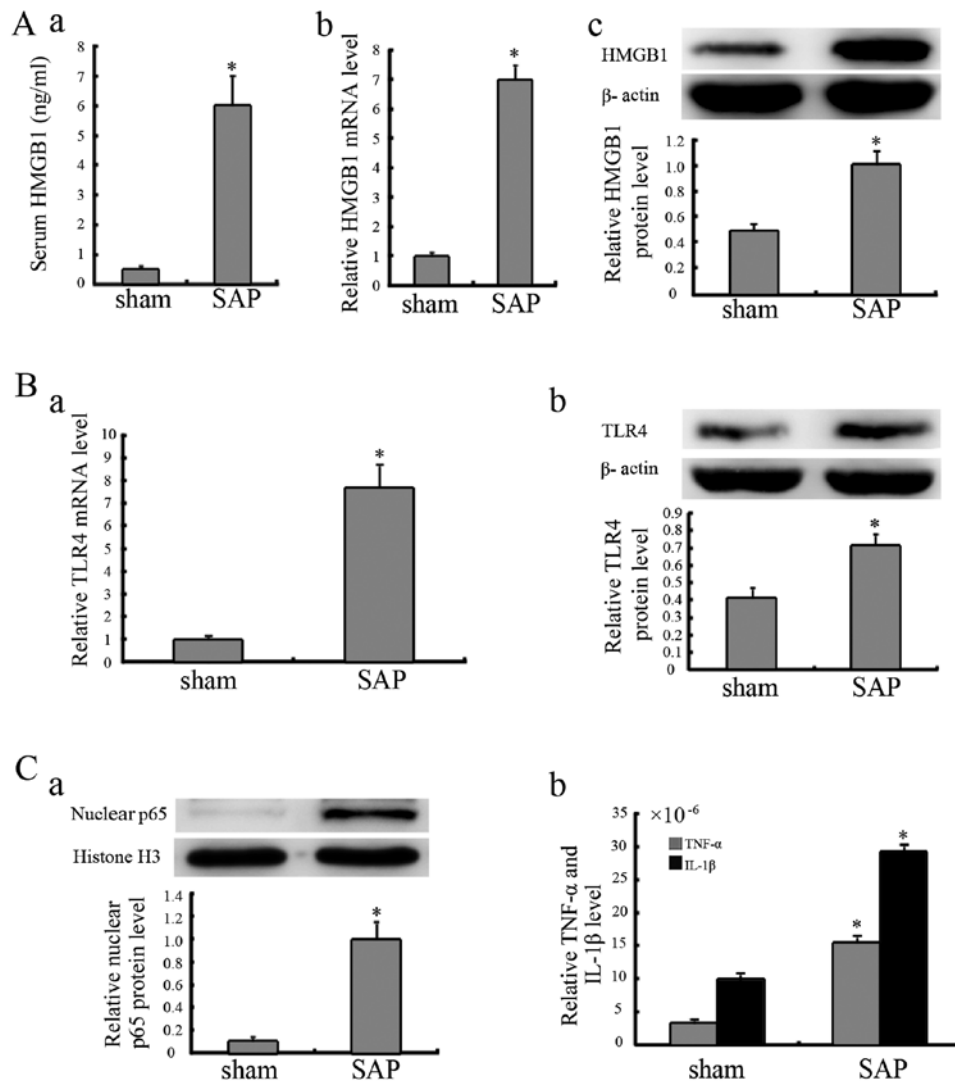 A a
Serum HMGB1 (ng/ml)
8
7
6
5
4
3
2
1
0
*
sham SAP
b
Relative HMGB1 mRNA level
8
7
6
5
4
3
2
1
0
*
sham SAP
c
HMGB1
β- actin
Relative HMGB1
protein level
1.2
1.0
0.8
0.6
0.4
0.2
0
*
sham SAP
B a
Relative TLR4 mRNA level
10
9
8
7
6
5
4
3
2
1
0
*
sham SAP
b
TLR4
β- actin
Relative TLR4
protein level
0.9
0.8
0.7
0.6
0.5
0.4
0.3
0.2
0.1
0
*
sham SAP
C a
Nuclear p65
Histone H3
Relative nuclear
p65 protein level
1.4
1.2
1.0
0.8
0.6
0.4
0.2
0
*
sham SAP
b
Relative TNF-α and
IL-1β level
×10⁻⁶
35
30
25
20
15
10
5
0
TNF-α
IL-1β
*
*
sham SAP